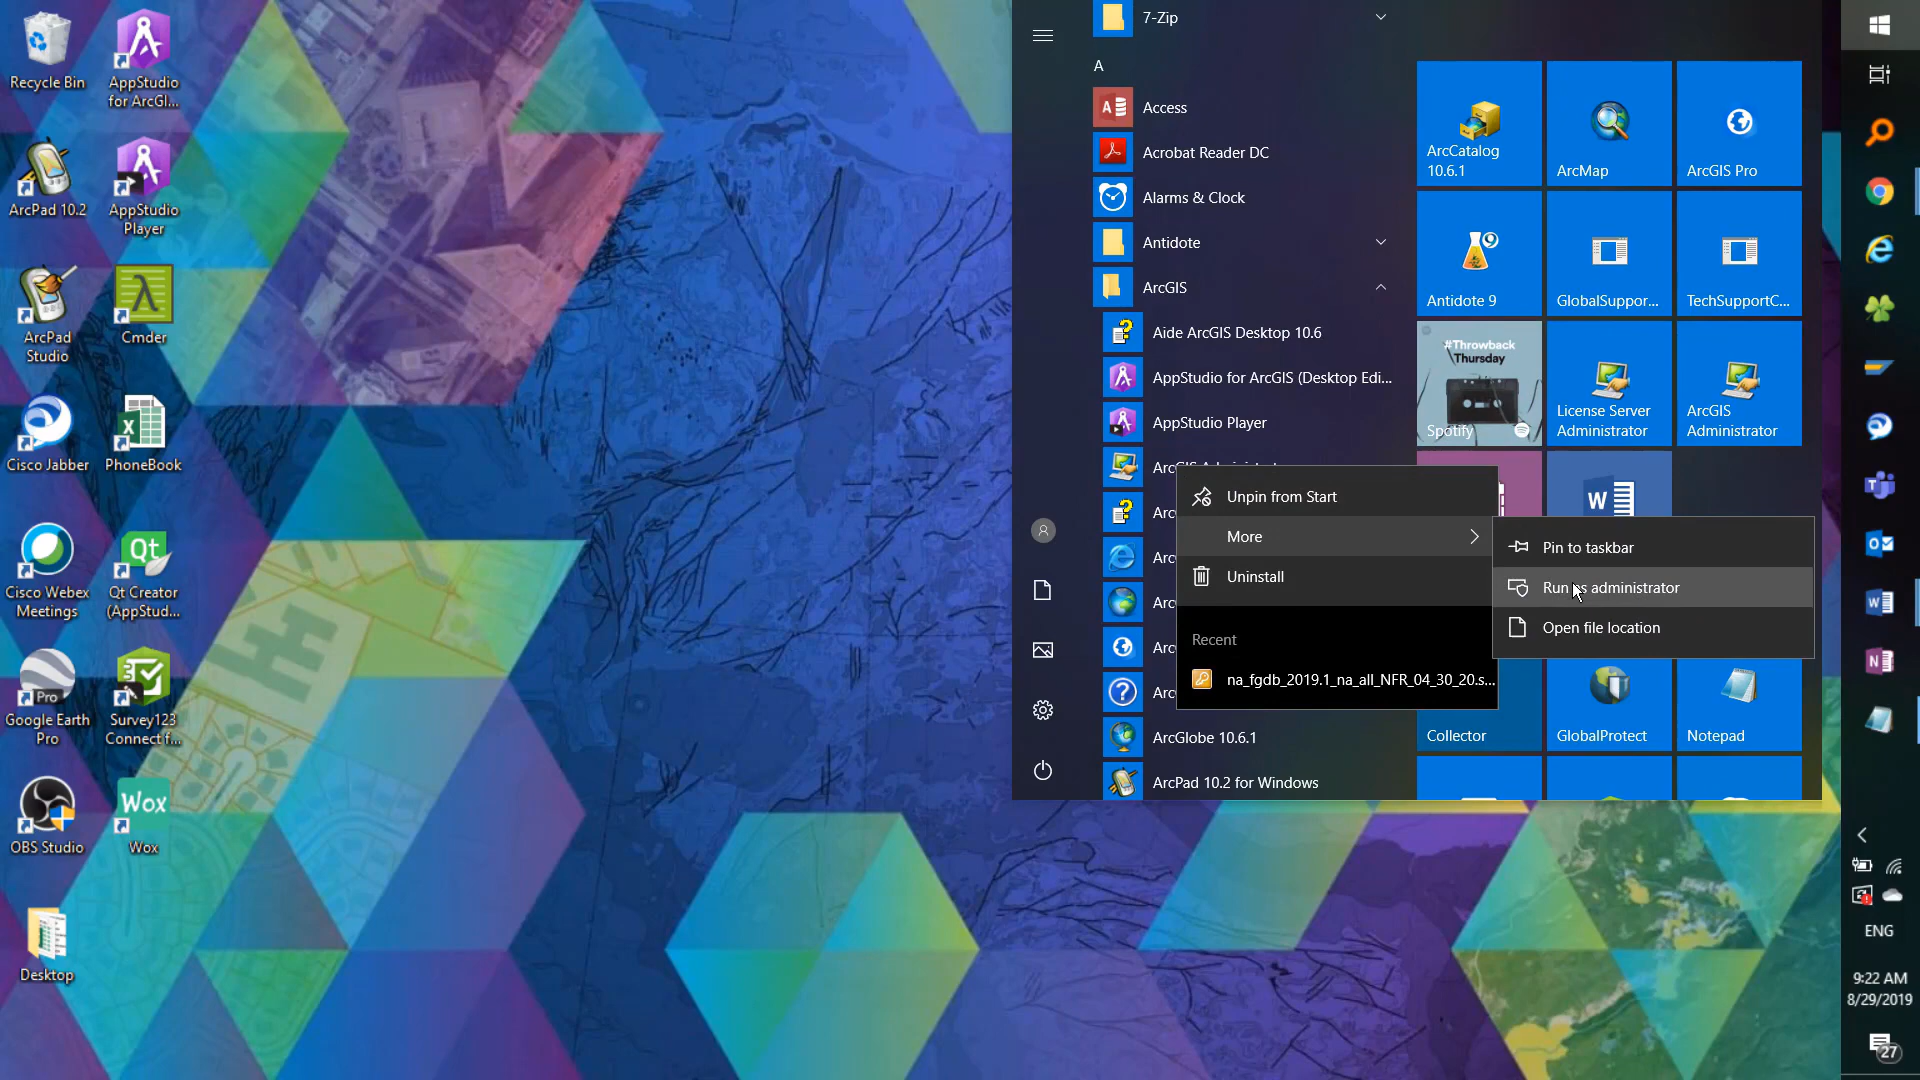 Recycle Bin
AppStudio
for ArcGI...
ArcPad 10.2
AppStudio
Player
ArcPad
Studio
Cmder
Cisco Jabber
PhoneBook
Cisco Webex
Meetings
Qt Creator
(AppStud...
Google Earth
Pro
Survey123
Connect f...
OBS Studio
Wox
Desktop
7-Zip
A
Access
Acrobat Reader DC
Alarms & Clock
Antidote
ArcGIS
Aide ArcGIS Desktop 10.6
AppStudio for ArcGIS (Desktop Edi...
AppStudio Player
ArcGIS Administrat
Arc
Arc
Arc
Arc
Arc
ArcGlobe 10.6.1
ArcPad 10.2 for Windows
Unpin from Start
More
Uninstall
Recent
na_fgdb_2019.1_na_all_NFR_04_30_20.s...
Pin to taskbar
Run as administrator
Open file location
ArcCatalog
10.6.1
ArcMap
ArcGIS Pro
Antidote 9
GlobalSuppor...
TechSupportC...
#Throwback
Thursday
Spotify
License Server
Administrator
ArcGIS
Administrator
Collector
GlobalProtect
Notepad
ENG
9:22 AM
8/29/2019
27